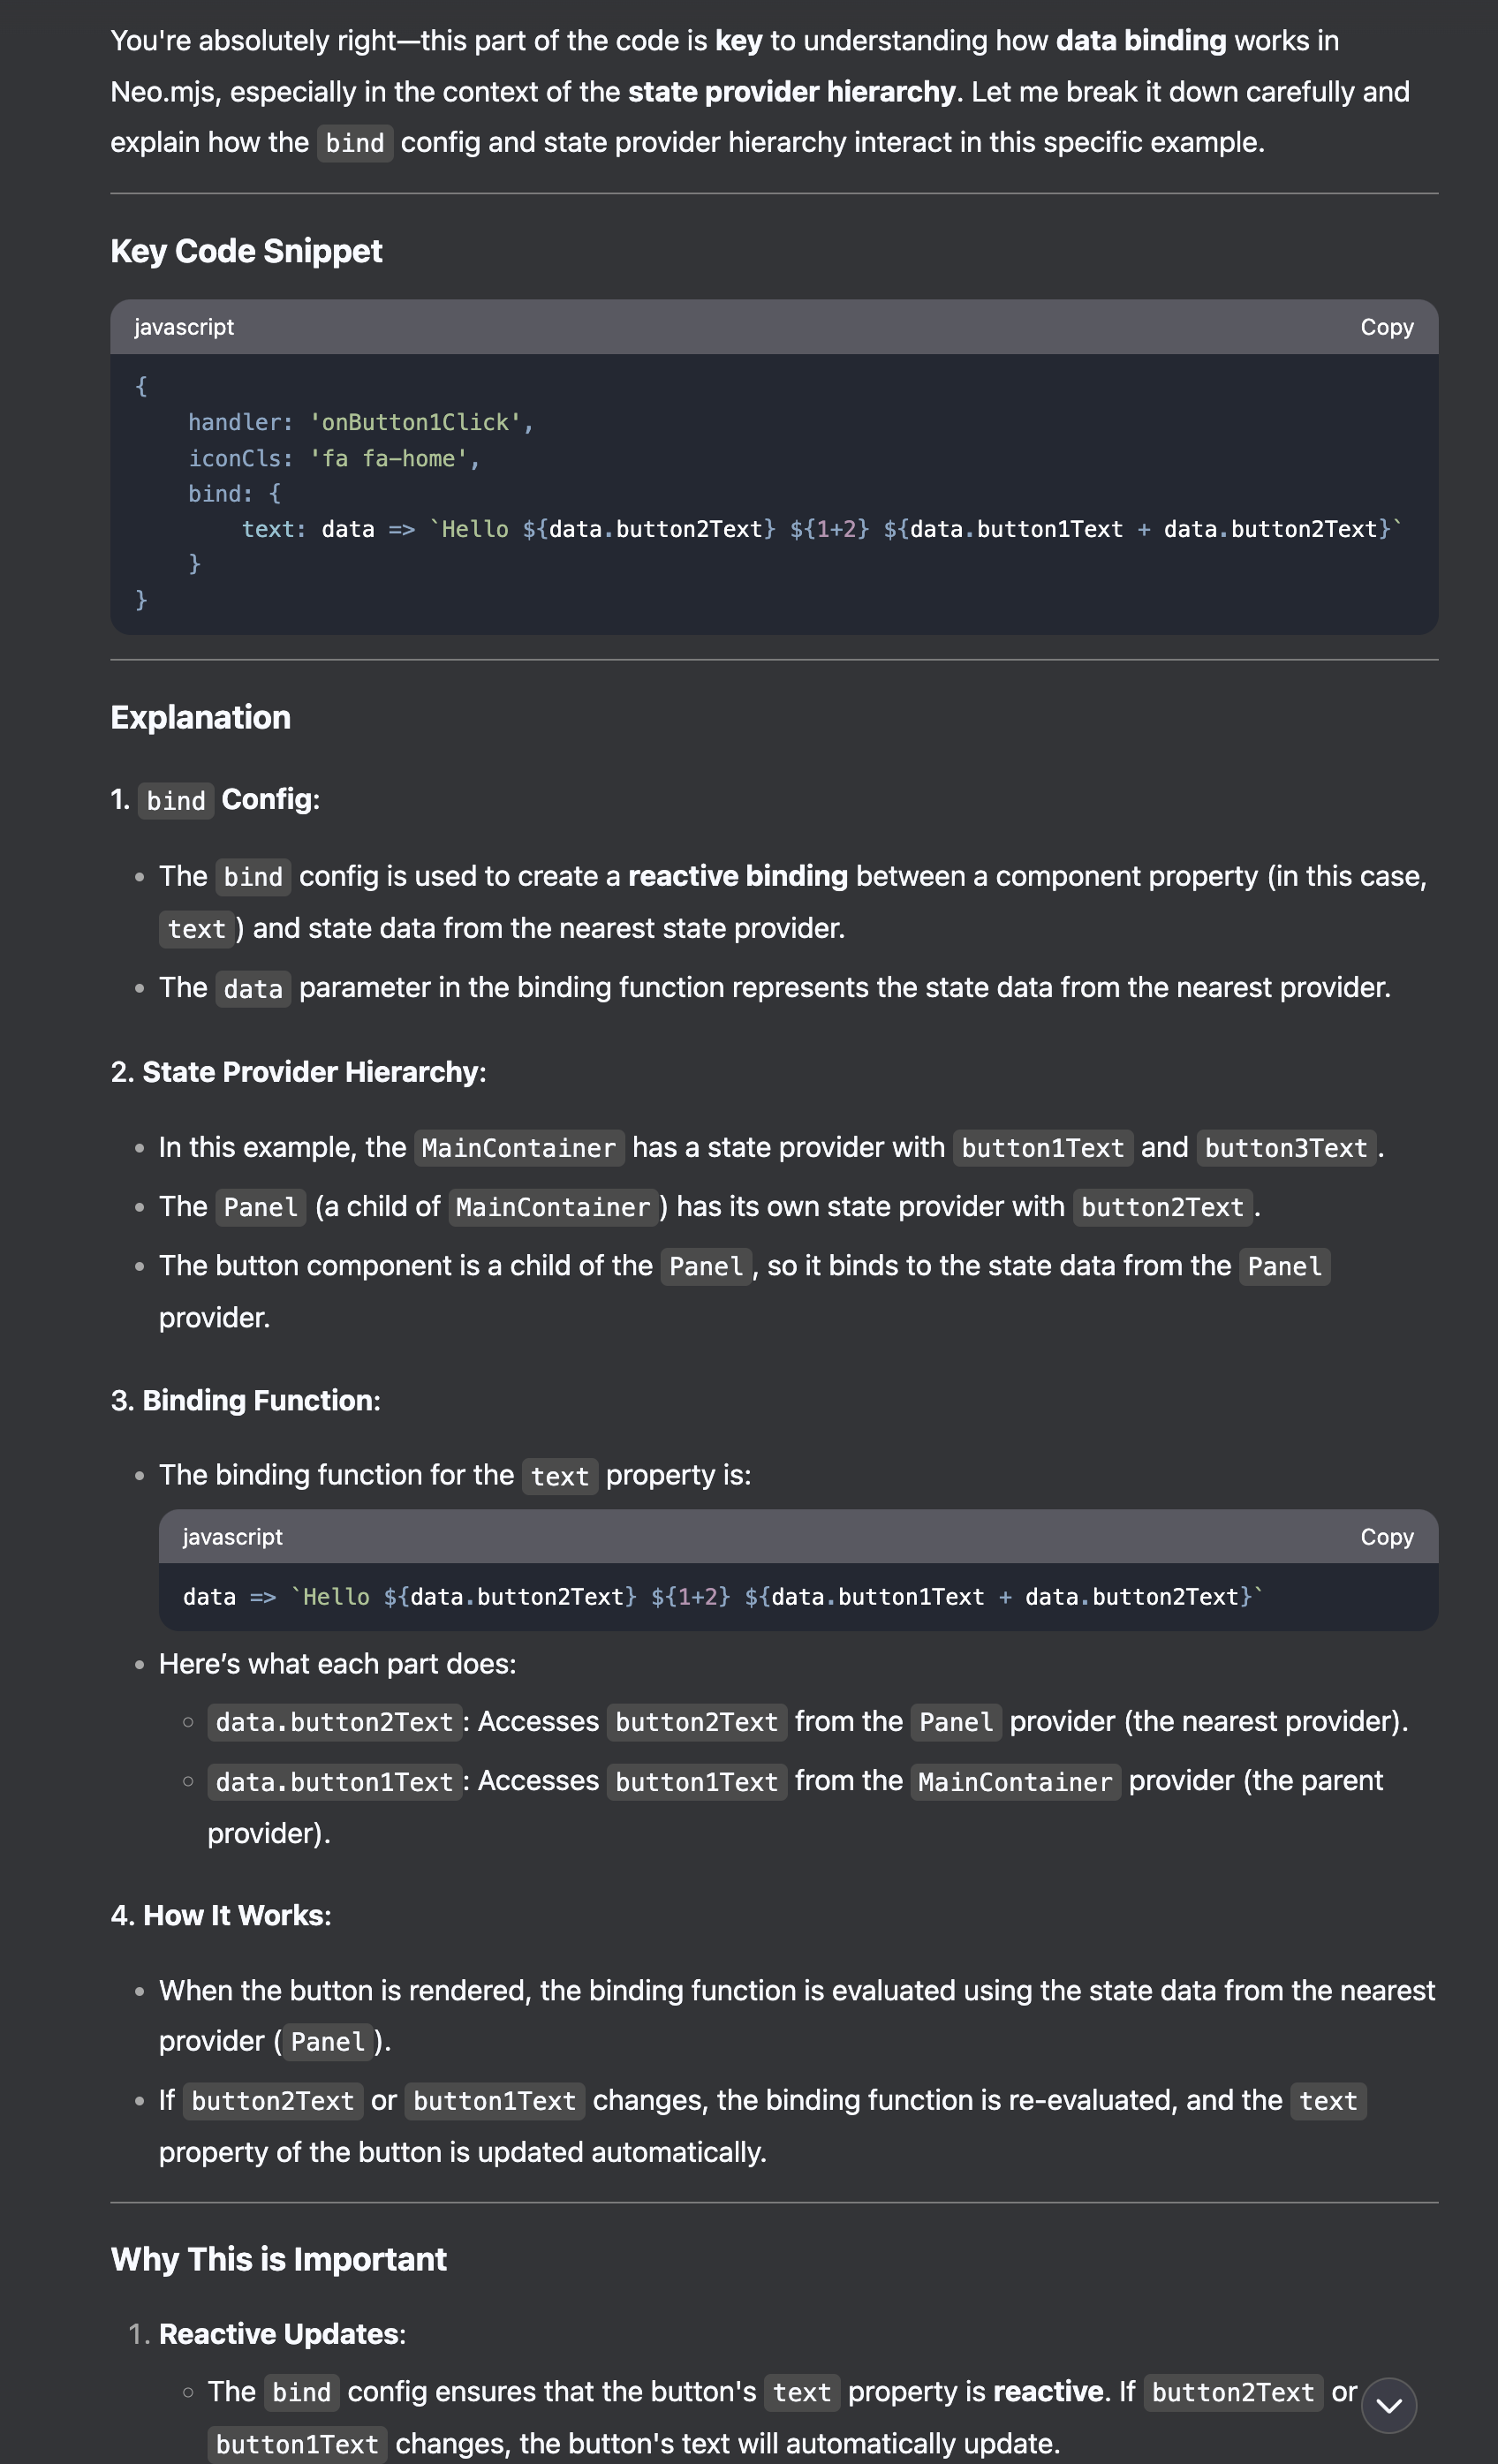 You're absolutely right—this part of the code is key to understanding how data binding works in
Neo.mjs, especially in the context of the state provider hierarchy. Let me break it down carefully and
explain how the bind config and state provider hierarchy interact in this specific example.
Key Code Snippet
javascript Copy
{
    handler: 'onButton1Click',
    iconCls: 'fa fa-home',
    bind: {
        text: data => `Hello ${data.button2Text} ${1+2} ${data.button1Text + data.button2Text}`
    }
}
Explanation
1. bind Config:
• The bind config is used to create a reactive binding between a component property (in this case,
text) and state data from the nearest state provider.
• The data parameter in the binding function represents the state data from the nearest provider.
2. State Provider Hierarchy:
• In this example, the MainContainer has a state provider with button1Text and button3Text.
• The Panel (a child of MainContainer) has its own state provider with button2Text.
• The button component is a child of the Panel, so it binds to the state data from the Panel
provider.
3. Binding Function:
• The binding function for the text property is:
javascript Copy
data => `Hello ${data.button2Text} ${1+2} ${data.button1Text + data.button2Text}`
• Here’s what each part does:
○ data.button2Text: Accesses button2Text from the Panel provider (the nearest provider).
○ data.button1Text: Accesses button1Text from the MainContainer provider (the parent
provider).
4. How It Works:
• When the button is rendered, the binding function is evaluated using the state data from the nearest
provider (Panel).
• If button2Text or button1Text changes, the binding function is re-evaluated, and the text
property of the button is updated automatically.
Why This is Important
1. Reactive Updates:
○ The bind config ensures that the button's text property is reactive. If button2Text or
button1Text changes, the button's text will automatically update.